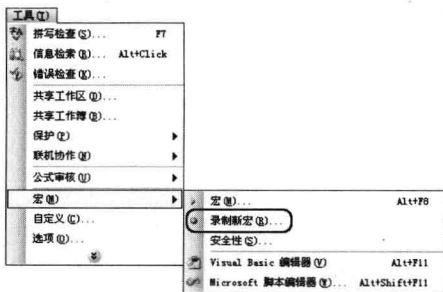 工具(T)
拼写检查(S)... F7
信息检索(R)... Alt+Click
错误检查(K)...
共享工作区(D)...
共享工作簿(B)...
保护(P)
联机协作(N)
公式审核(U)
宏(M)
自定义(C)...
选项(O)...
宏(M)... Alt+F8
录制新宏(R)...
安全性(S)...
Visual Basic 编辑器(V) Alt+F11
Microsoft 脚本编辑器(E)... Alt+Shift+F11